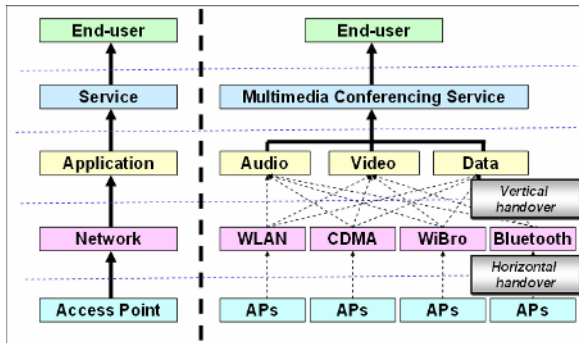 End-user
End-user
Service
Multimedia Conferencing Service
Application
Audio
Video
Data
Vertical
handover
Network
WLAN
CDMA
WiBro
Bluetooth
Horizontal
handover
Access Point
APs
APs
APs
APs